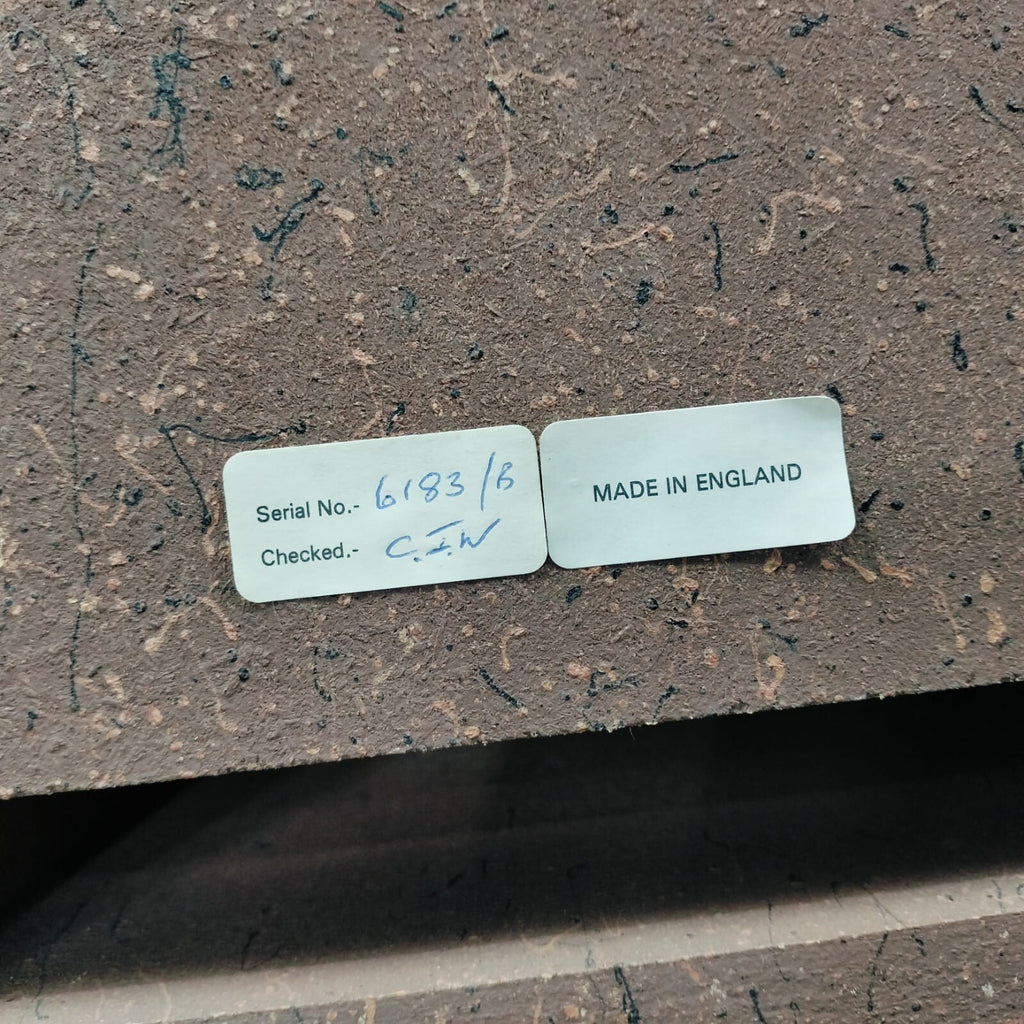 Serial No.- 6183/B
Checked.- C.I.W
MADE IN ENGLAND